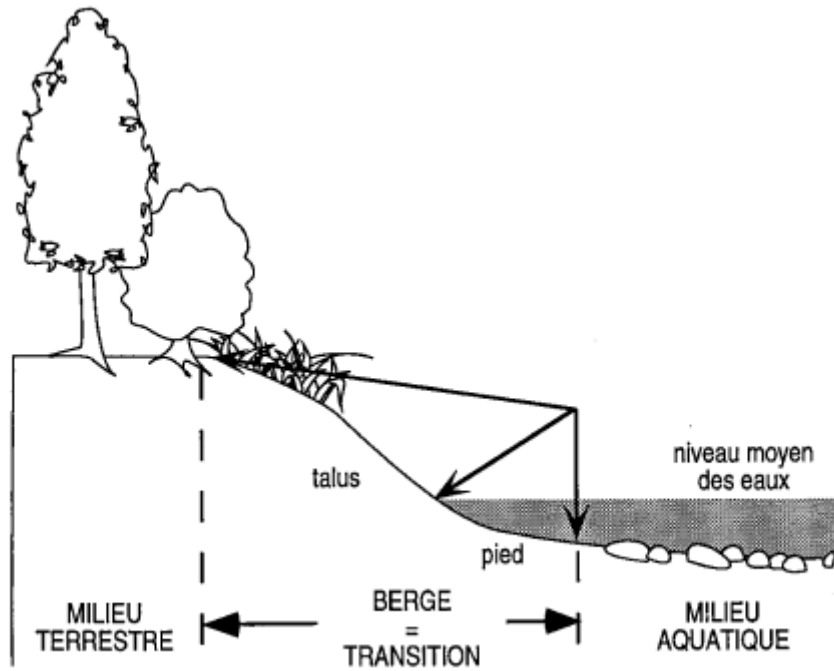 niveau moyen
des eaux
talus
pied
MILIEU
TERRESTRE
BERGE
=
TRANSITION
MILIEU
AQUATIQUE